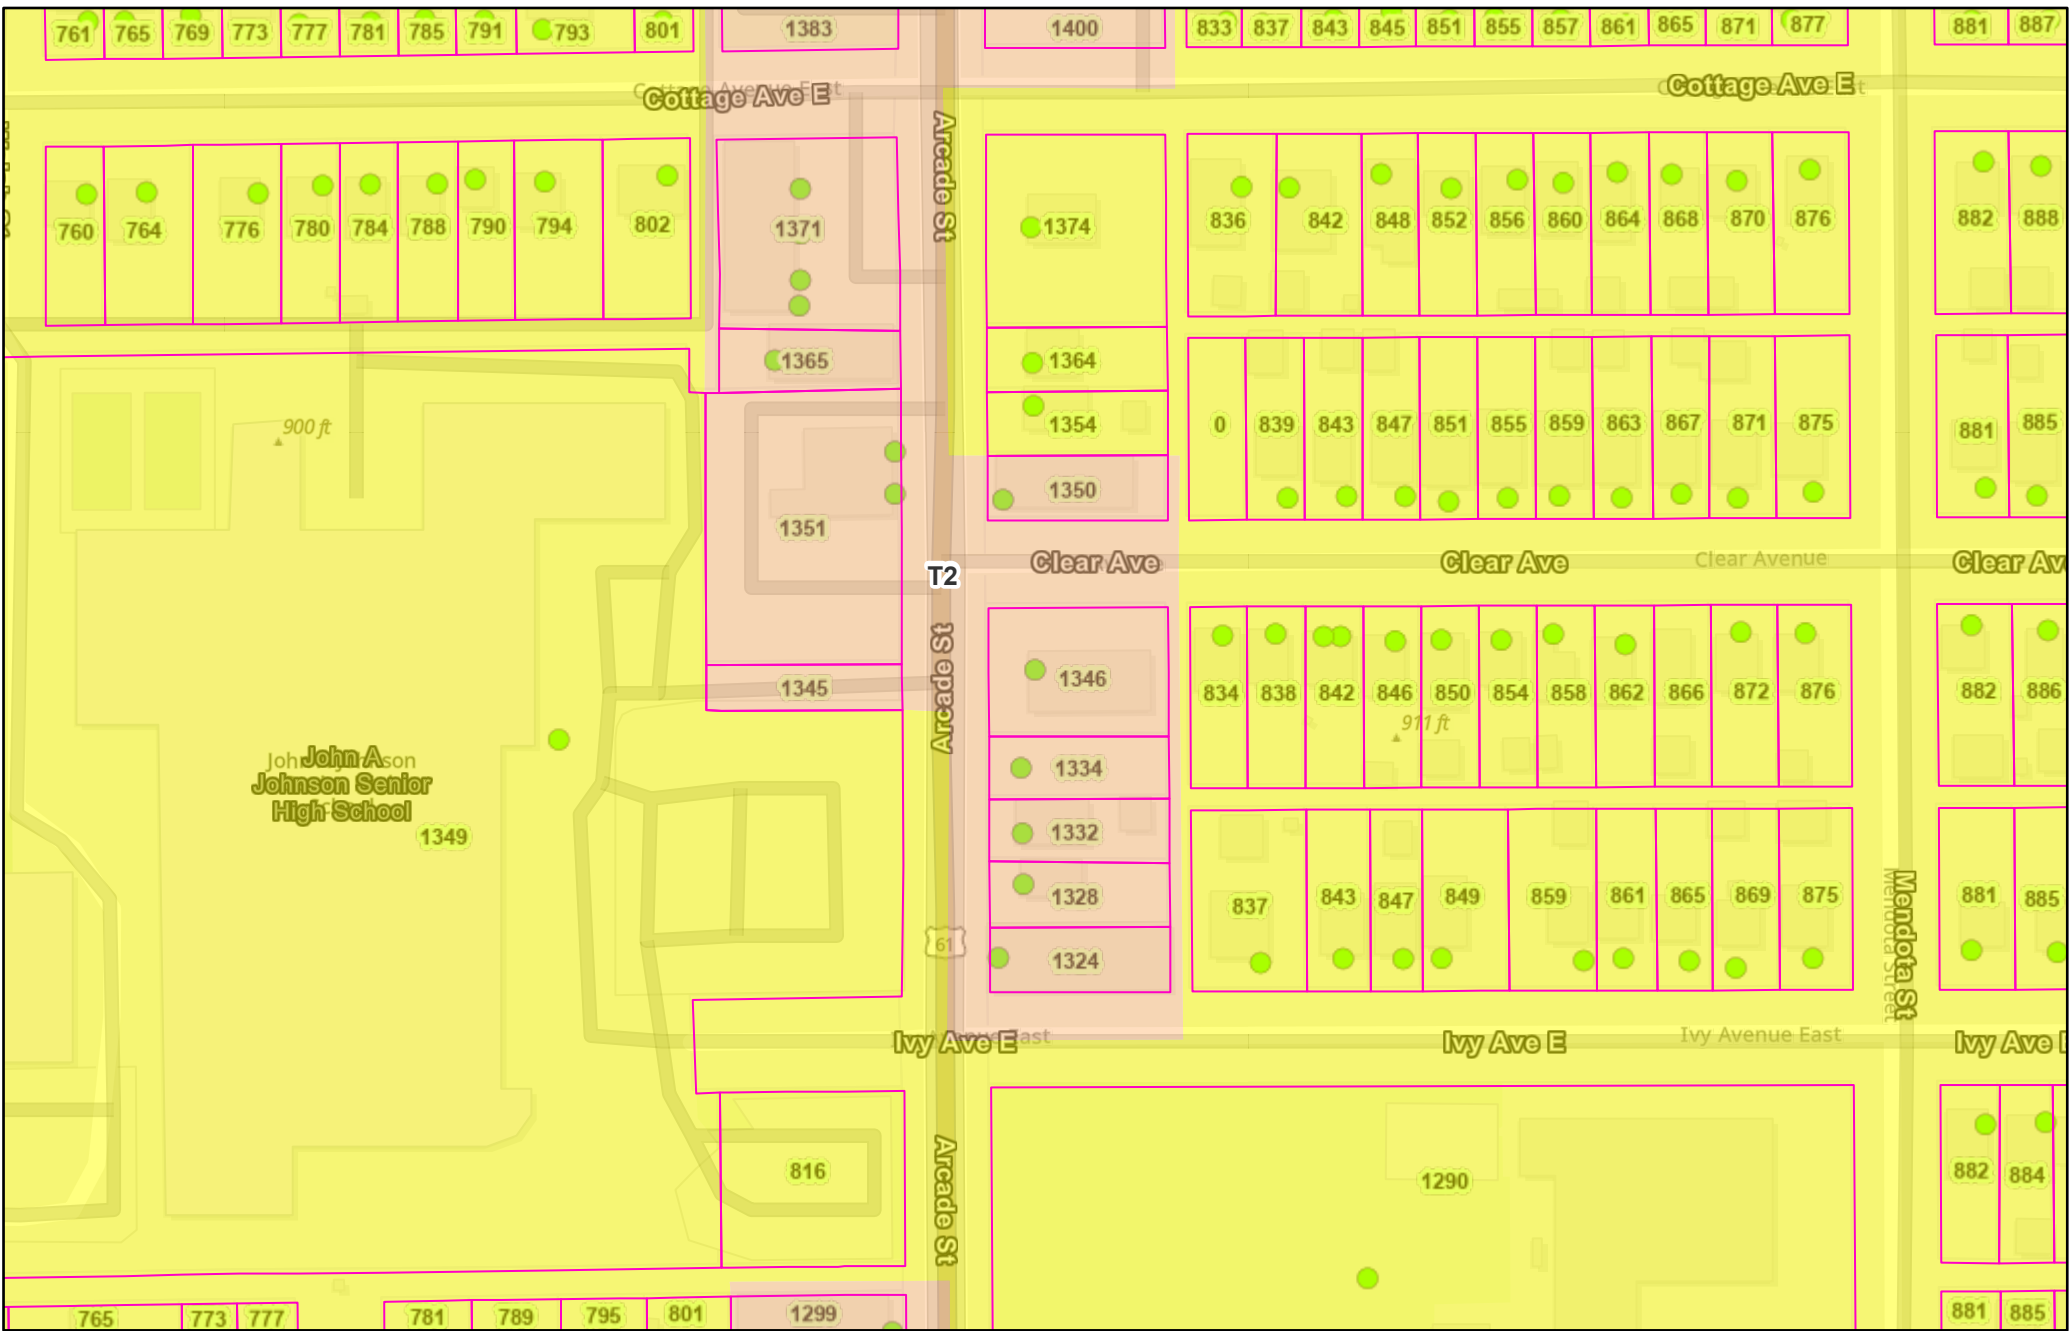 761 765 769 773 777 781 785 791 793 801 1383 1400 833 837 843 845 851 855 857 861 865 871 877 881 887
Cottage Ave E
Cottage Ave E
760 764 776 780 784 788 790 794 802 1371 1374 836 842 848 852 856 860 864 868 870 876 882 888
Arcade St
1365 1364
900 ft
1354 0 839 843 847 851 855 859 863 867 871 875 881 885
1350
1351
Clear Ave
Clear Ave
Clear Avenue
Clear Av
T2
Arcade St
1345 1346 834 838 842 846 850 854 858 862 866 872 876 882 886
911 ft
John A
Johnson Senior
High School
1349
1334
1332
1328 837 843 847 849 859 861 865 869 875 881 885
Mendota St
Mendota Street
61
1324
Ivy Ave E
Ivy Ave E
Ivy Avenue East
Ivy Ave E
Arcade St
816 1290 882 884
765 773 777 781 789 795 801 1299 881 885